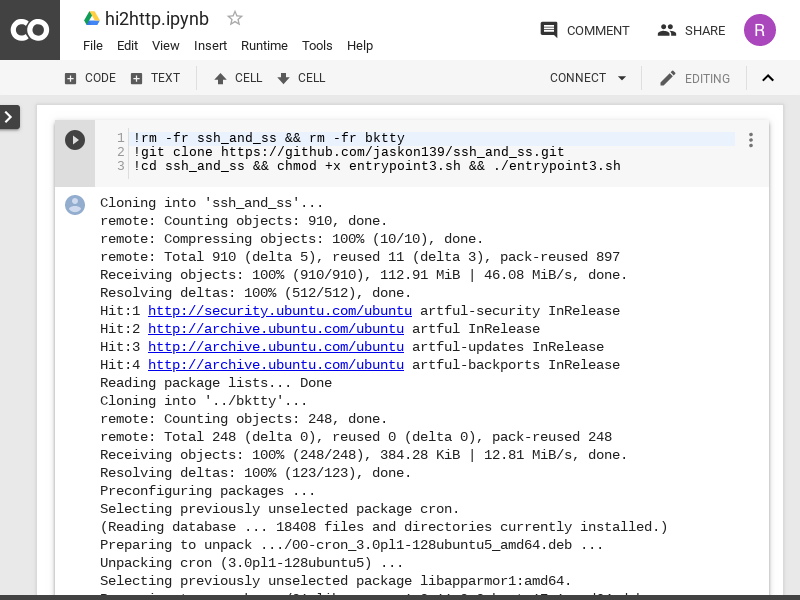 CO
hi2http.ipynb
COMMENT
SHARE
R
File Edit View Insert Runtime Tools Help
CODE TEXT CELL CELL CONNECT EDITING
1 !rm -fr ssh_and_ss && rm -fr bktty
2 !git clone https://github.com/jaskon139/ssh_and_ss.git
3 !cd ssh_and_ss && chmod +x entrypoint3.sh && ./entrypoint3.sh
Cloning into 'ssh_and_ss'...
remote: Counting objects: 910, done.
remote: Compressing objects: 100% (10/10), done.
remote: Total 910 (delta 5), reused 11 (delta 3), pack-reused 897
Receiving objects: 100% (910/910), 112.91 MiB | 46.08 MiB/s, done.
Resolving deltas: 100% (512/512), done.
Hit:1 http://security.ubuntu.com/ubuntu artful-security InRelease
Hit:2 http://archive.ubuntu.com/ubuntu artful InRelease
Hit:3 http://archive.ubuntu.com/ubuntu artful-updates InRelease
Hit:4 http://archive.ubuntu.com/ubuntu artful-backports InRelease
Reading package lists... Done
Cloning into '../bktty'...
remote: Counting objects: 248, done.
remote: Total 248 (delta 0), reused 0 (delta 0), pack-reused 248
Receiving objects: 100% (248/248), 384.28 KiB | 12.81 MiB/s, done.
Resolving deltas: 100% (123/123), done.
Preconfiguring packages ...
Selecting previously unselected package cron.
(Reading database ... 18408 files and directories currently installed.)
Preparing to unpack .../00-cron_3.0pl1-128ubuntu5_amd64.deb ...
Unpacking cron (3.0pl1-128ubuntu5) ...
Selecting previously unselected package libapparmor1:amd64.